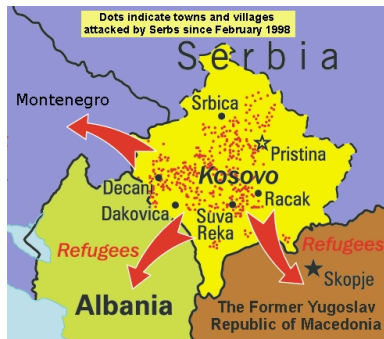 Dots indicate towns and villages
attacked by Serbs since February 1998
Serbia
Montenegro
Srbica
Pristina
Kosovo
Decani
Racak
Dakovica
Suva
Reka
Refugees
Refugees
Skopje
Albania
The Former Yugoslav
Republic of Macedonia